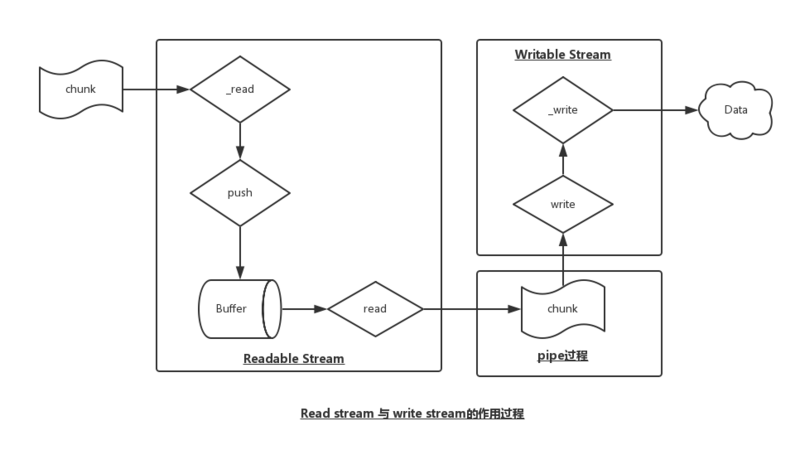 chunk
_read
push
Buffer
read
Readable Stream
Writable Stream
_write
Data
write
chunk
pipe过程
Read stream 与 write stream的作用过程